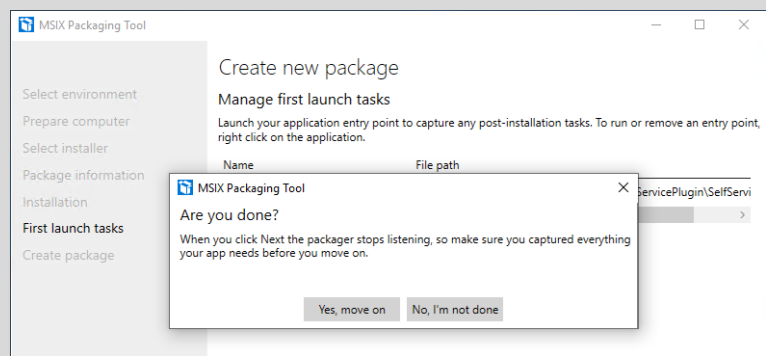 MSIX Packaging Tool
Create new package
Select environment
Prepare computer
Select installer
Package information
Installation
First launch tasks
Create package
Manage first launch tasks
Launch your application entry point to capture any post-installation tasks. To run or remove an entry point,
right click on the application.
Name File path
ServicePlugin\SelfServi
MSIX Packaging Tool
Are you done?
When you click Next the packager stops listening, so make sure you captured everything
your app needs before you move on.
Yes, move on No, I'm not done